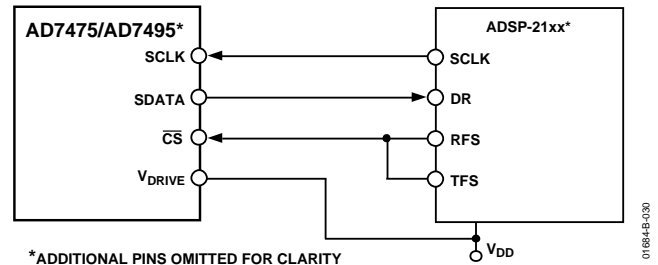 AD7475/AD7495*
SCLK
SDATA
CS
VDRIVE
ADSP-21xx*
SCLK
DR
RFS
TFS
VDD
*ADDITIONAL PINS OMITTED FOR CLARITY
01684-B-030